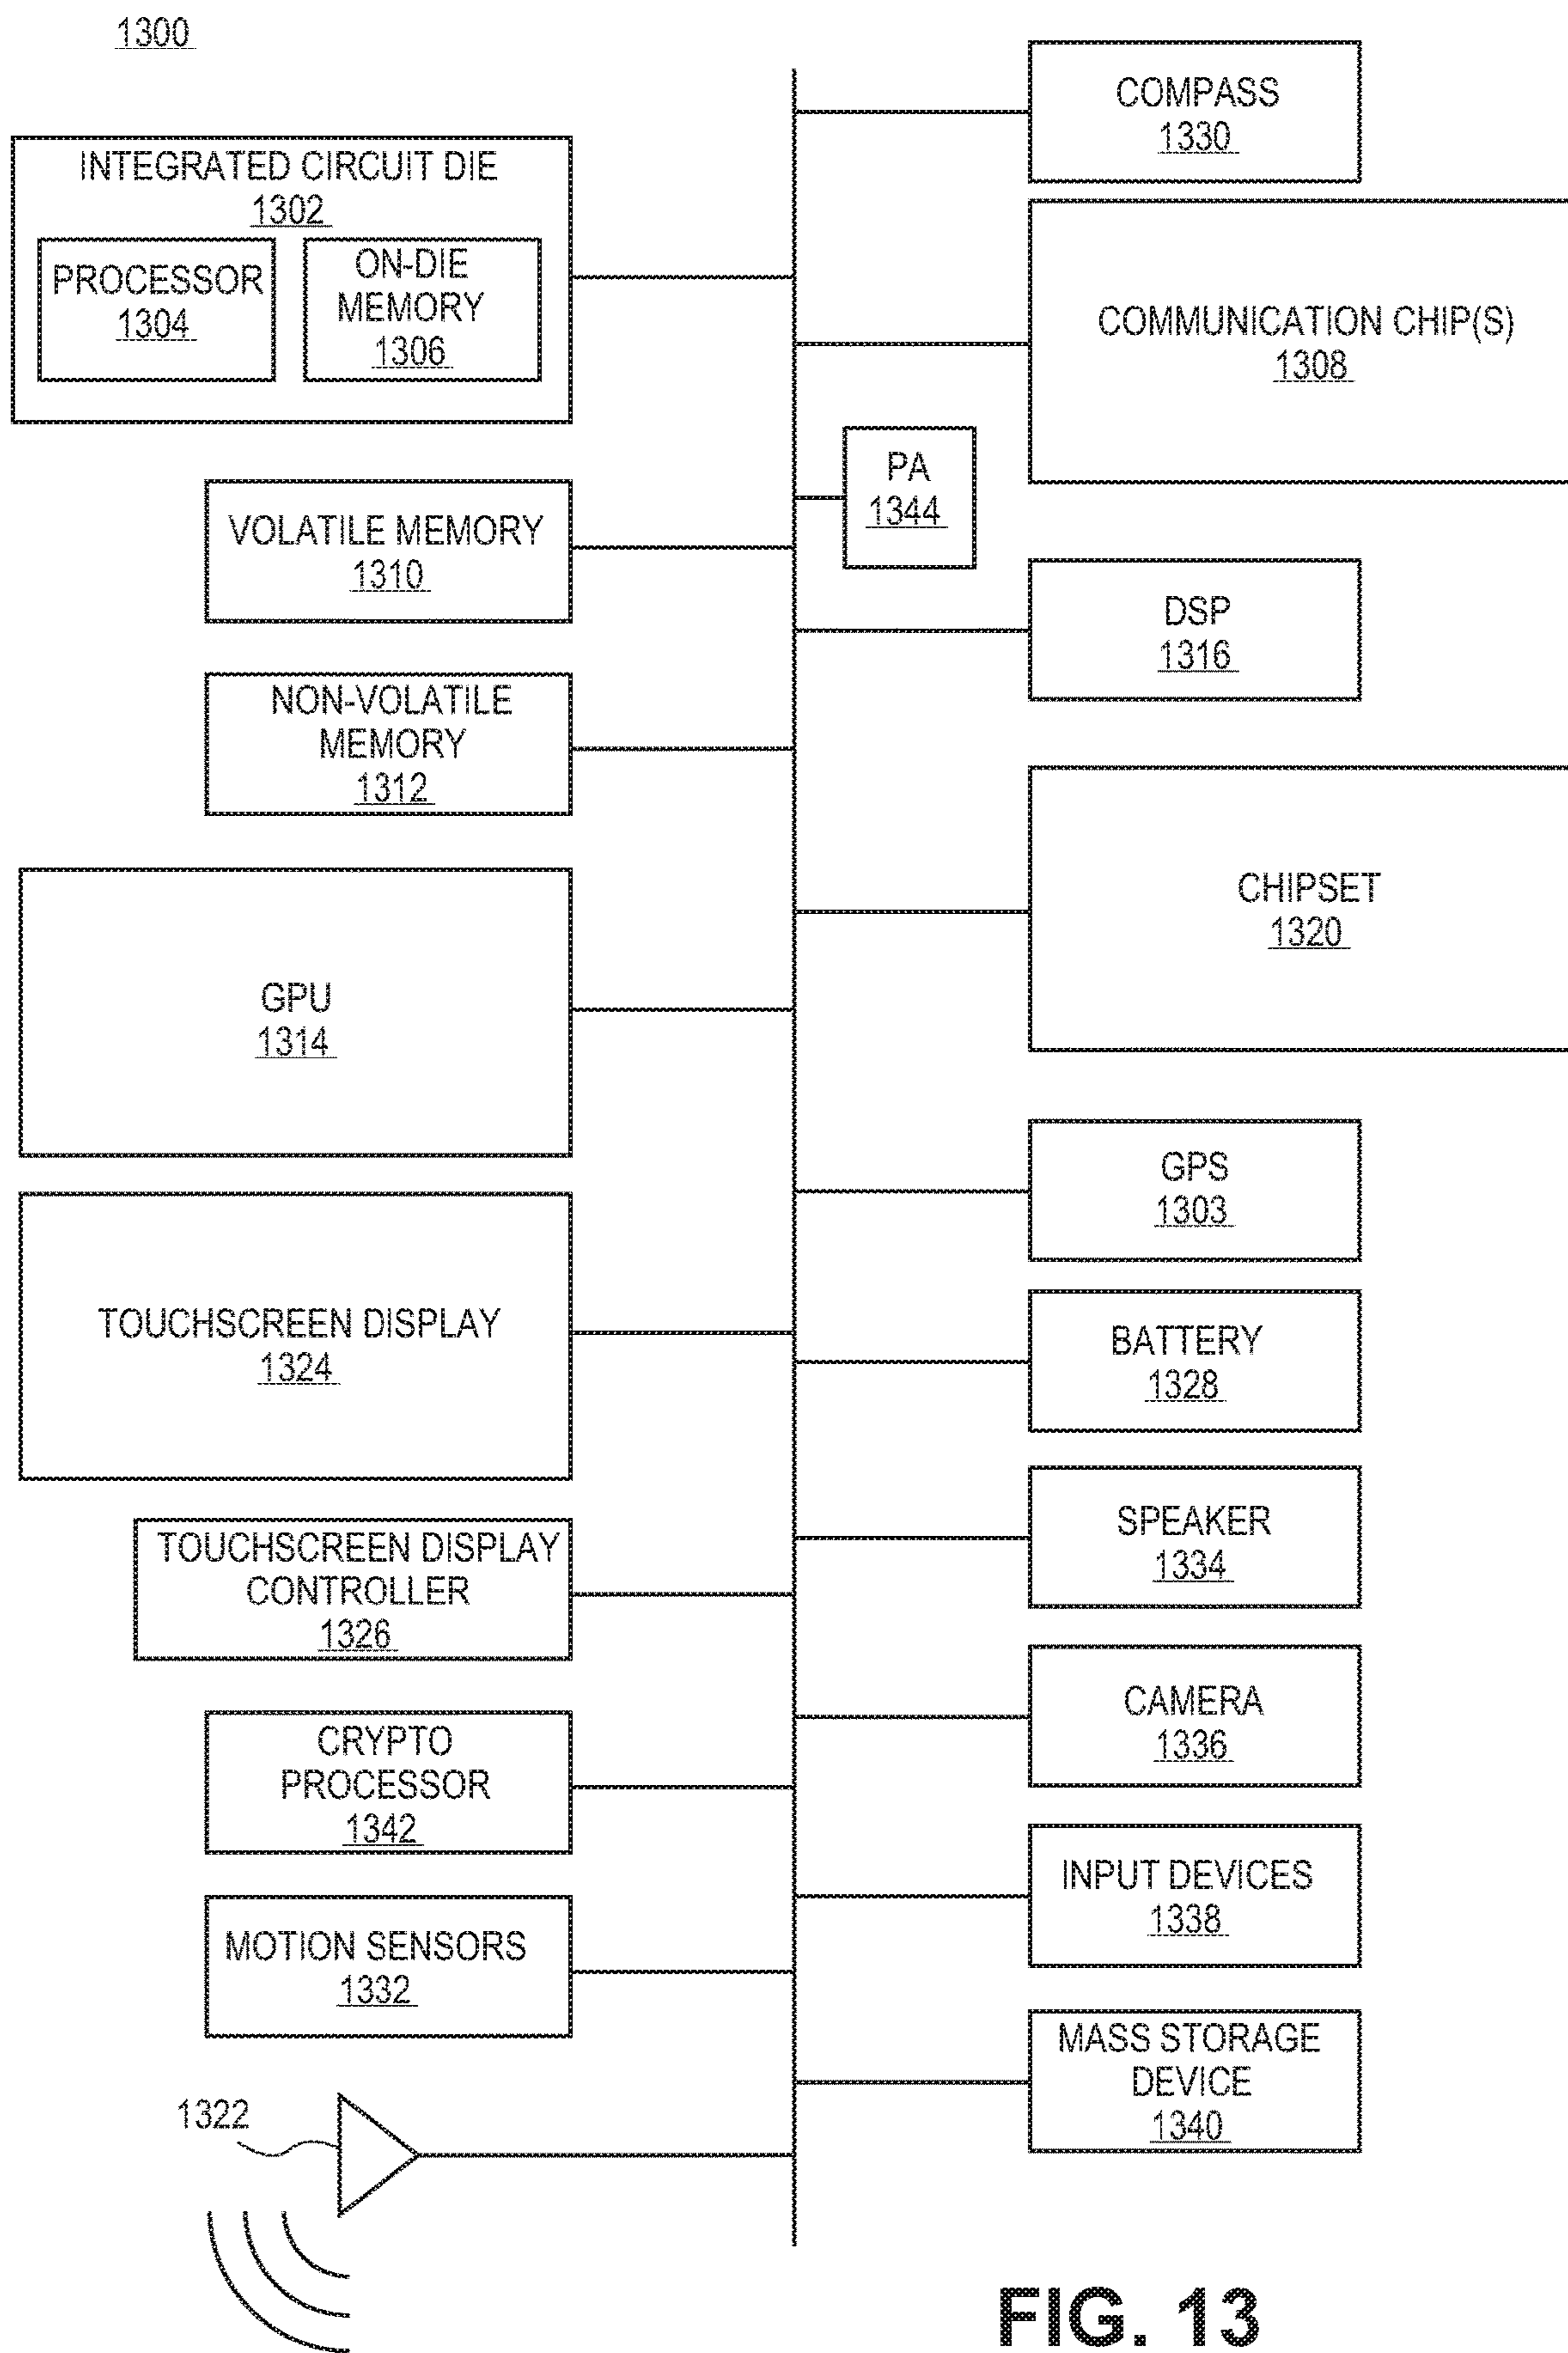 1300
INTEGRATED CIRCUIT DIE
1302
PROCESSOR
1304
ON-DIE
MEMORY
1306
VOLATILE MEMORY
1310
NON-VOLATILE
MEMORY
1312
GPU
1314
TOUCHSCREEN DISPLAY
1324
TOUCHSCREEN DISPLAY
CONTROLLER
1326
CRYPTO
PROCESSOR
1342
MOTION SENSORS
1332
1322
COMPASS
1330
COMMUNICATION CHIP(S)
1308
PA
1344
DSP
1316
CHIPSET
1320
GPS
1303
BATTERY
1328
SPEAKER
1334
CAMERA
1336
INPUT DEVICES
1338
MASS STORAGE
DEVICE
1340
FIG. 13